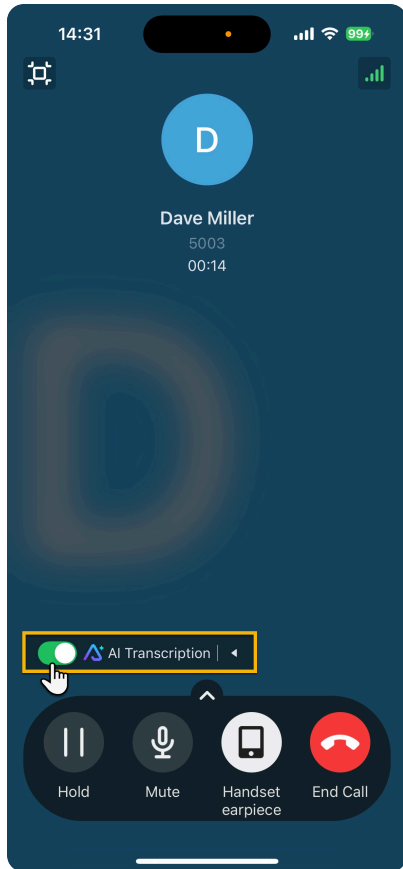 14:31
99
D
Dave Miller
5003
00:14
AI Transcription
Hold Mute Handset earpiece End Call